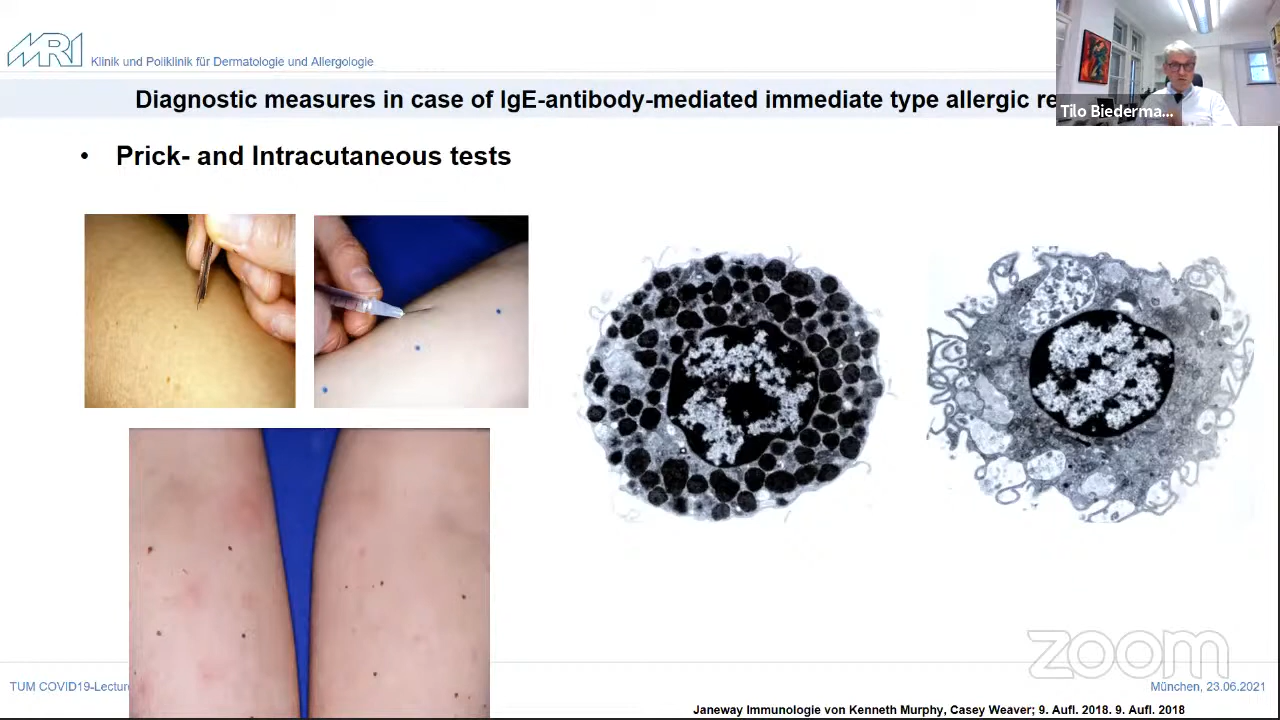 MRI
Klinik und Poliklinik für Dermatologie und Allergologie
Diagnostic measures in case of IgE-antibody-mediated immediate type allergic re
Tilo Biederma...
• Prick- and Intracutaneous tests
zoom
TUM COVID19-Lecture
München, 23.06.2021
Janeway Immunologie von Kenneth Murphy, Casey Weaver; 9. Aufl. 2018. 9. Aufl. 2018